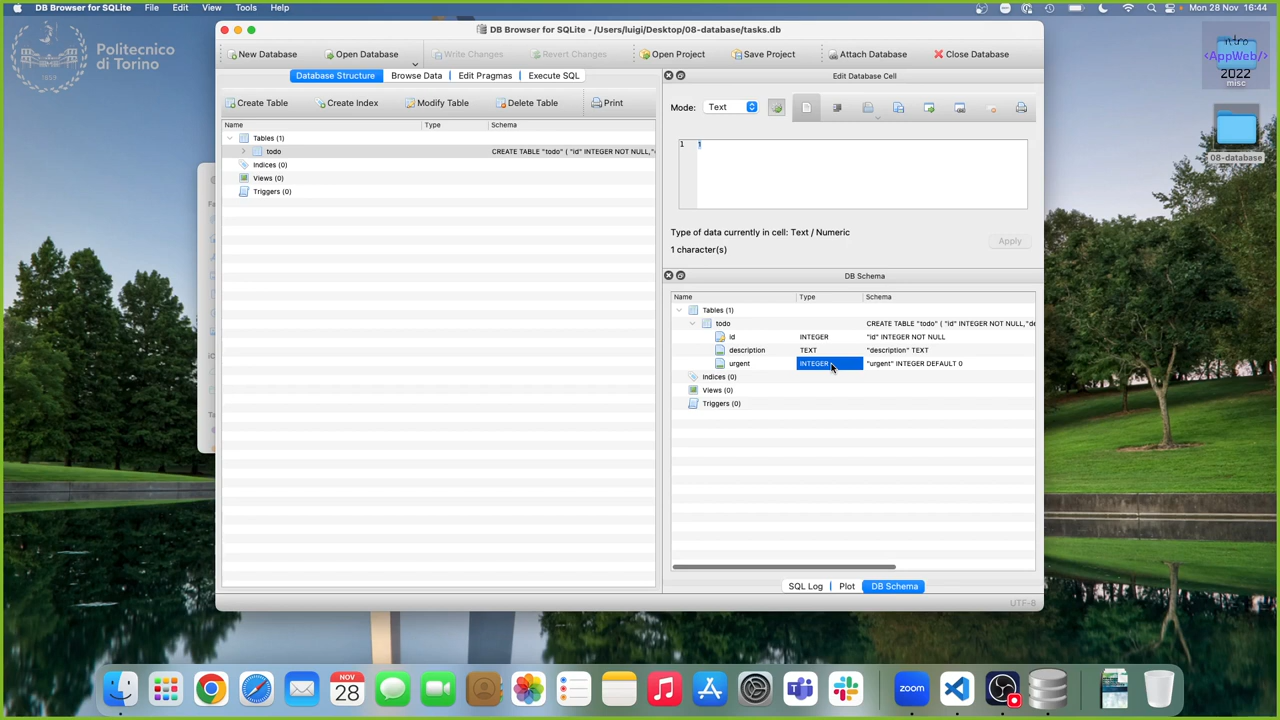 DB Browser for SQLite File Edit View Tools Help Mon 28 Nov 16:44
Politecnico
di Torino
1859
DB Browser for SQLite - /Users/luigi/Desktop/08-database/tasks.db
New Database Open Database Write Changes Revert Changes Open Project Save Project Attach Database Close Database
Database Structure Browse Data Edit Pragmas Execute SQL
Create Table Create Index Modify Table Delete Table Print
Name Type Schema
Tables (1)
todo CREATE TABLE "todo" ( "id" INTEGER NOT NULL,"
Indices (0)
Views (0)
Triggers (0)
Edit Database Cell
Mode: Text
1 1
Type of data currently in cell: Text / Numeric
1 character(s)
Apply
DB Schema
Name Type Schema
Tables (1)
todo CREATE TABLE "todo" ( "id" INTEGER NOT NULL,"de
id INTEGER "id" INTEGER NOT NULL
description TEXT "description" TEXT
urgent INTEGER "urgent" INTEGER DEFAULT 0
Indices (0)
Views (0)
Triggers (0)
SQL Log Plot DB Schema
UTF-8
intro
<AppWeb/>
2022
misc
08-database
NOV
28
zoom